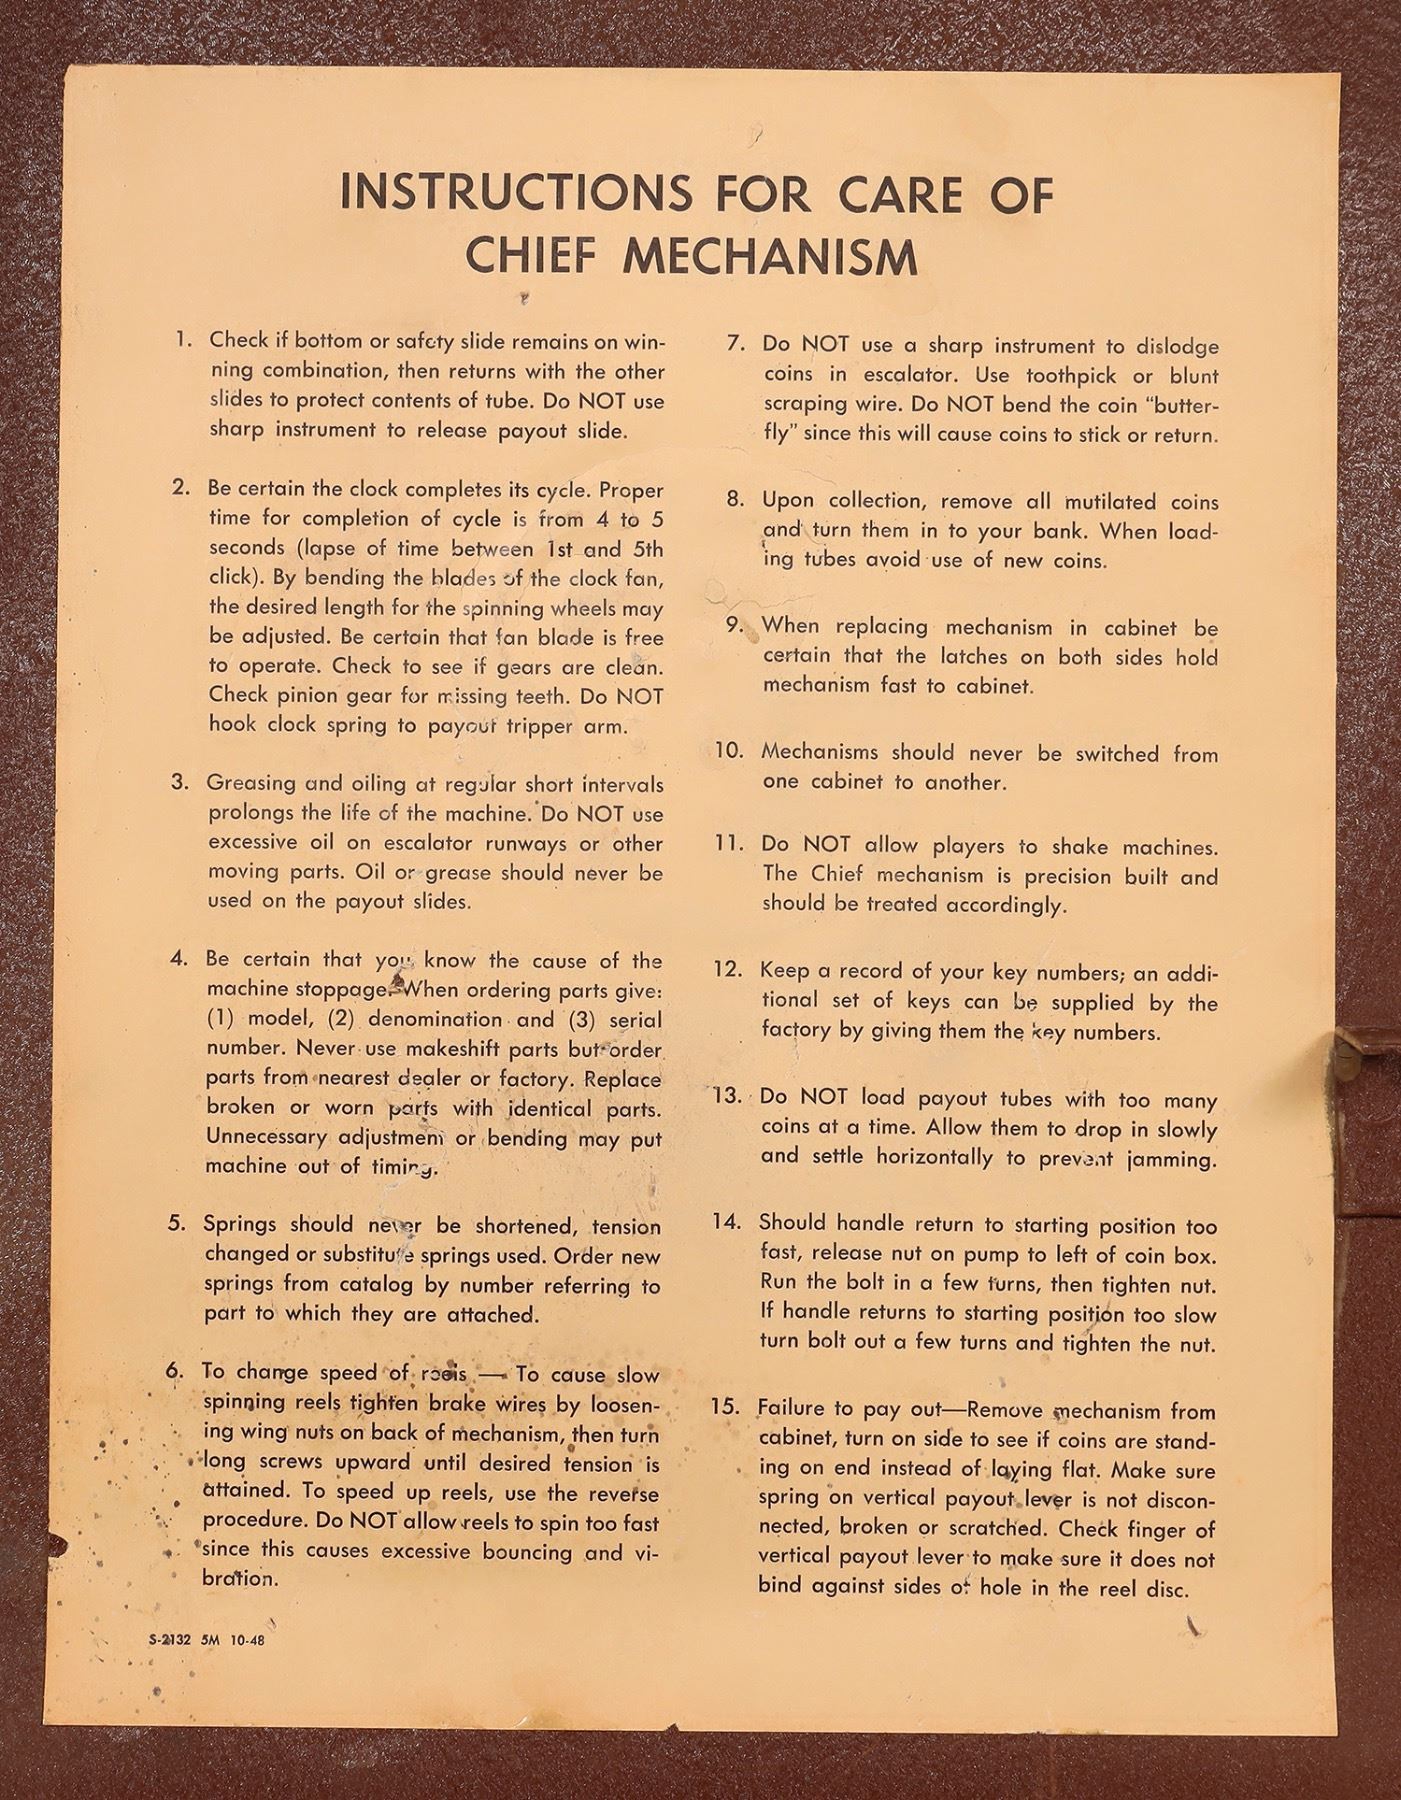 INSTRUCTIONS FOR CARE OF
CHIEF MECHANISM
1. Check if bottom or safety slide remains on win-
ning combination, then returns with the other
slides to protect contents of tube. Do NOT use
sharp instrument to release payout slide.
2. Be certain the clock completes its cycle. Proper
time for completion of cycle is from 4 to 5
seconds (lapse of time between 1st and 5th
click). By bending the blades of the clock fan,
the desired length for the spinning wheels may
be adjusted. Be certain that fan blade is free
to operate. Check to see if gears are clean.
Check pinion gear for missing teeth. Do NOT
hook clock spring to payout tripper arm.
3. Greasing and oiling at regular short intervals
prolongs the life of the machine. Do NOT use
excessive oil on escalator runways or other
moving parts. Oil or grease should never be
used on the payout slides.
4. Be certain that you know the cause of the
machine stoppage. When ordering parts give:
(1) model, (2) denomination and (3) serial
number. Never use makeshift parts but order
parts from nearest dealer or factory. Replace
broken or worn parts with identical parts.
Unnecessary adjustment or bending may put
machine out of timing.
5. Springs should never be shortened, tension
changed or substitute springs used. Order new
springs from catalog by number referring to
part to which they are attached.
6. To change speed of reels — To cause slow
spinning reels tighten brake wires by loosen-
ing wing nuts on back of mechanism, then turn
long screws upward until desired tension is
attained. To speed up reels, use the reverse
procedure. Do NOT allow reels to spin too fast
since this causes excessive bouncing and vi-
bration.
S-2132 5M 10-48
7. Do NOT use a sharp instrument to dislodge
coins in escalator. Use toothpick or blunt
scraping wire. Do NOT bend the coin "butter-
fly" since this will cause coins to stick or return.
8. Upon collection, remove all mutilated coins
and turn them in to your bank. When load-
ing tubes avoid use of new coins.
9. When replacing mechanism in cabinet be
certain that the latches on both sides hold
mechanism fast to cabinet.
10. Mechanisms should never be switched from
one cabinet to another.
11. Do NOT allow players to shake machines.
The Chief mechanism is precision built and
should be treated accordingly.
12. Keep a record of your key numbers; an addi-
tional set of keys can be supplied by the
factory by giving them the key numbers.
13. Do NOT load payout tubes with too many
coins at a time. Allow them to drop in slowly
and settle horizontally to prevent jamming.
14. Should handle return to starting position too
fast, release nut on pump to left of coin box.
Run the bolt in a few turns, then tighten nut.
If handle returns to starting position too slow
turn bolt out a few turns and tighten the nut.
15. Failure to pay out—Remove mechanism from
cabinet, turn on side to see if coins are stand-
ing on end instead of laying flat. Make sure
spring on vertical payout lever is not discon-
nected, broken or scratched. Check finger of
vertical payout lever to make sure it does not
bind against sides of hole in the reel disc.